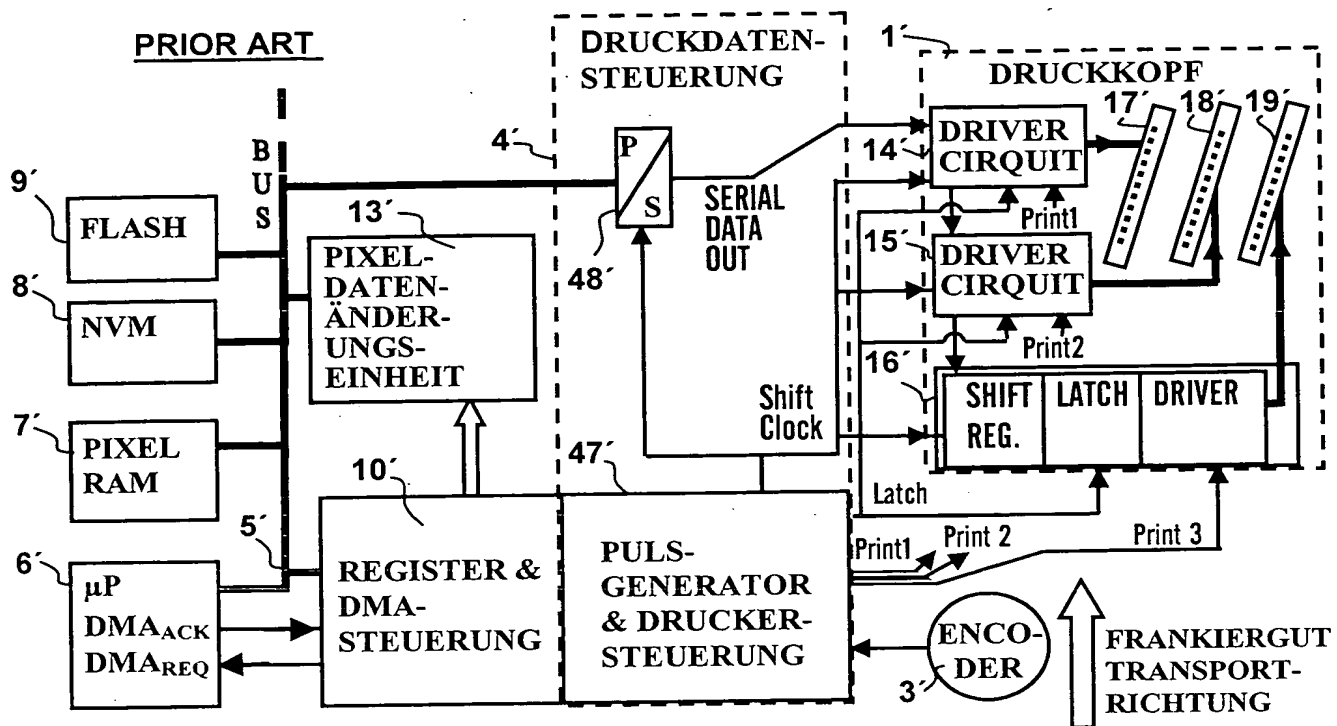 PRIOR ART
DRUCKDATEN-
STEUERUNG
1´
DRUCKKOPF
17´
18´
19´
4´
B
U
S
P
S
48´
SERIAL
DATA
OUT
14´
DRIVER
CIRQUIT
Print1
15´
DRIVER
CIRQUIT
Print2
16´
SHIFT
REG.
LATCH
DRIVER
9´
FLASH
8´
NVM
7´
PIXEL
RAM
13´
PIXEL-
DATEN-
ÄNDER-
UNGS-
EINHEIT
Shift
Clock
Latch
5´
6´
µP
DMAACK
DMAREQ
10´
REGISTER &
DMA-
STEUERUNG
47´
PULS-
GENERATOR
& DRUCKER-
STEUERUNG
Print1
Print 2
Print 3
ENCO-
DER
3´
FRANKIERGUT
TRANSPORT-
RICHTUNG